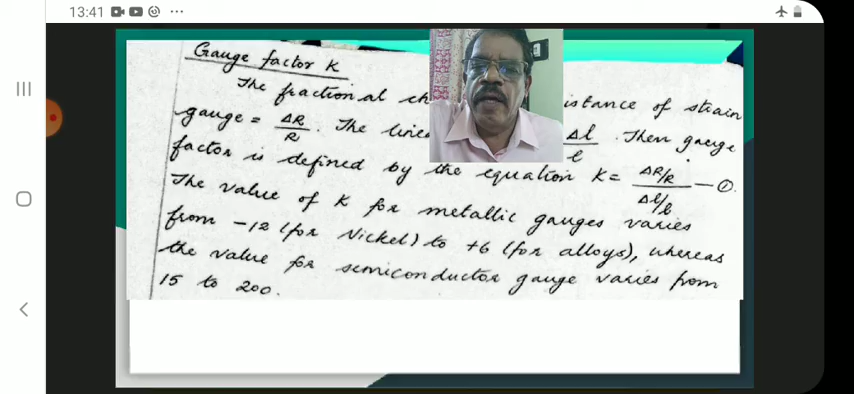 13:41
Gauge factor K
The fractional ch istance of strain
gauge = ΔR/R. The line Δl/l. Then gauge
factor is defined by the equation K = ΔR/R / Δl/l —①.
The value of K for metallic gauges varies
from -12 (for Nickel) to +6 (for alloys), whereas
the value for semiconductor gauge varies from
15 to 200.